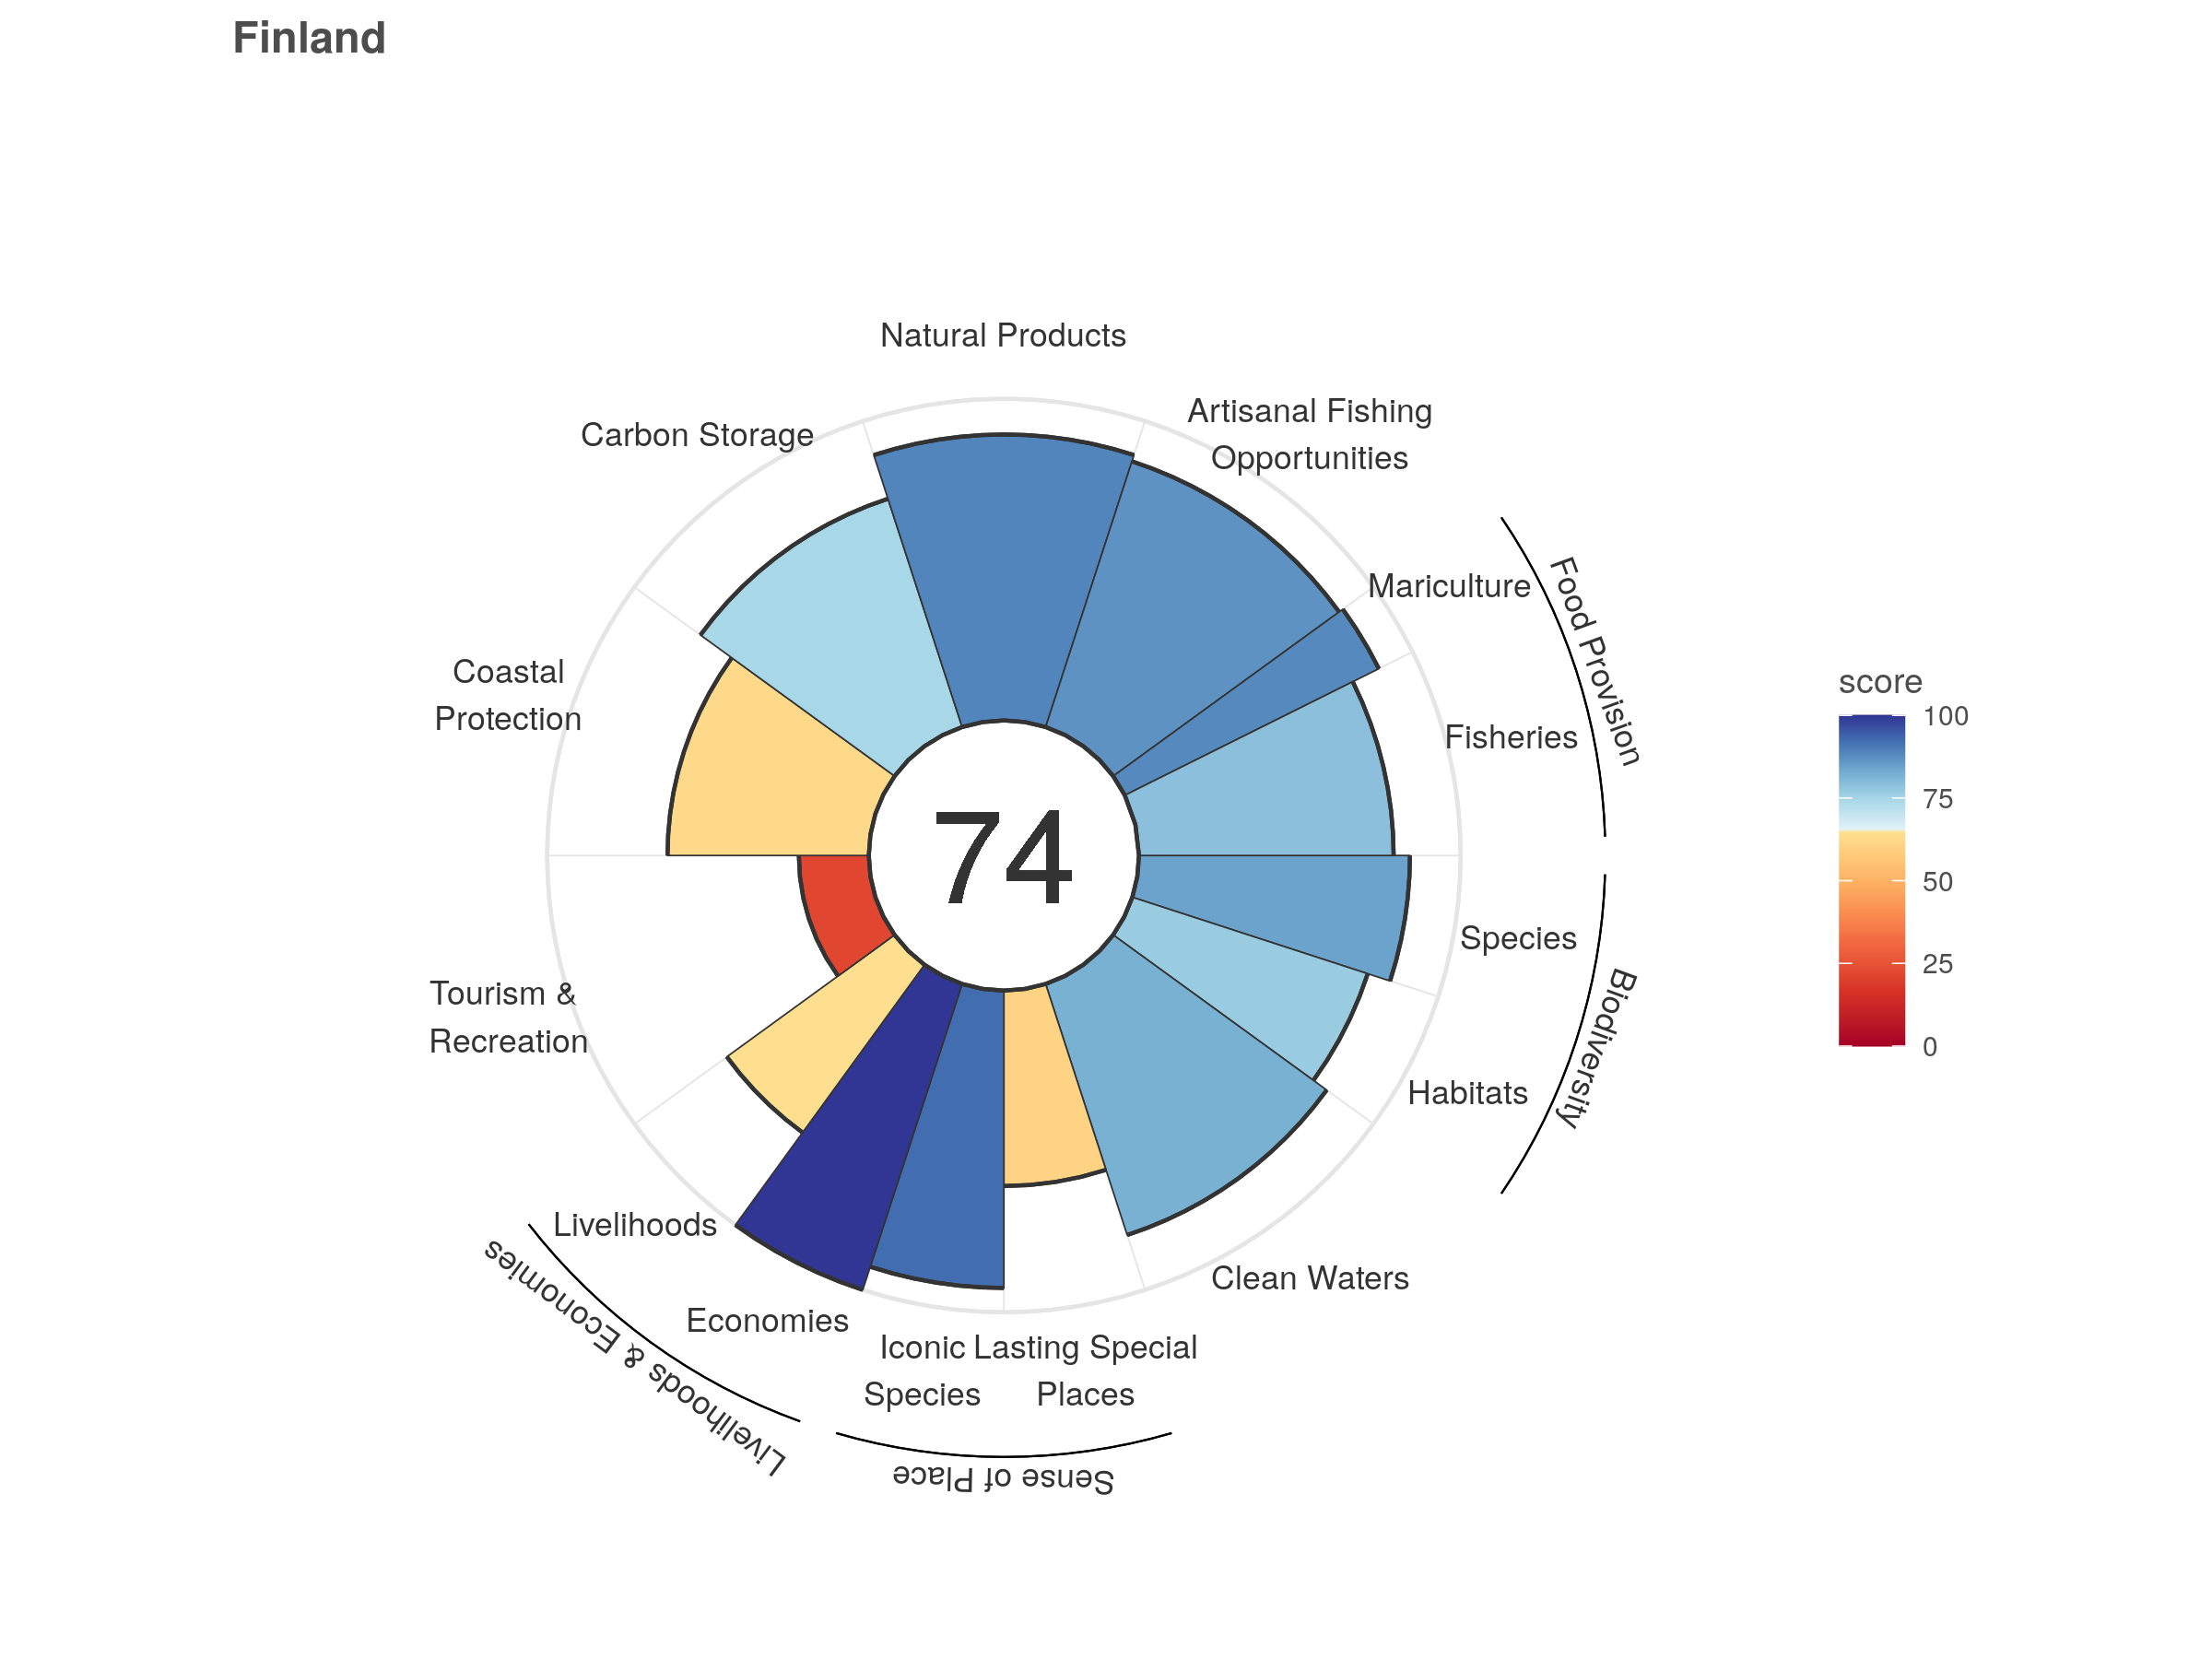 Finland
Natural Products
Artisanal Fishing
Opportunities
Carbon Storage
Mariculture
Food Provision
Coastal
Protection
Fisheries
score
100
75
50
25
0
74
Species
Biodiversity
Tourism &
Recreation
Habitats
Livelihoods
Clean Waters
Economies
Livelihoods & Economies
Iconic
Species
Lasting Special
Places
Sense of Place